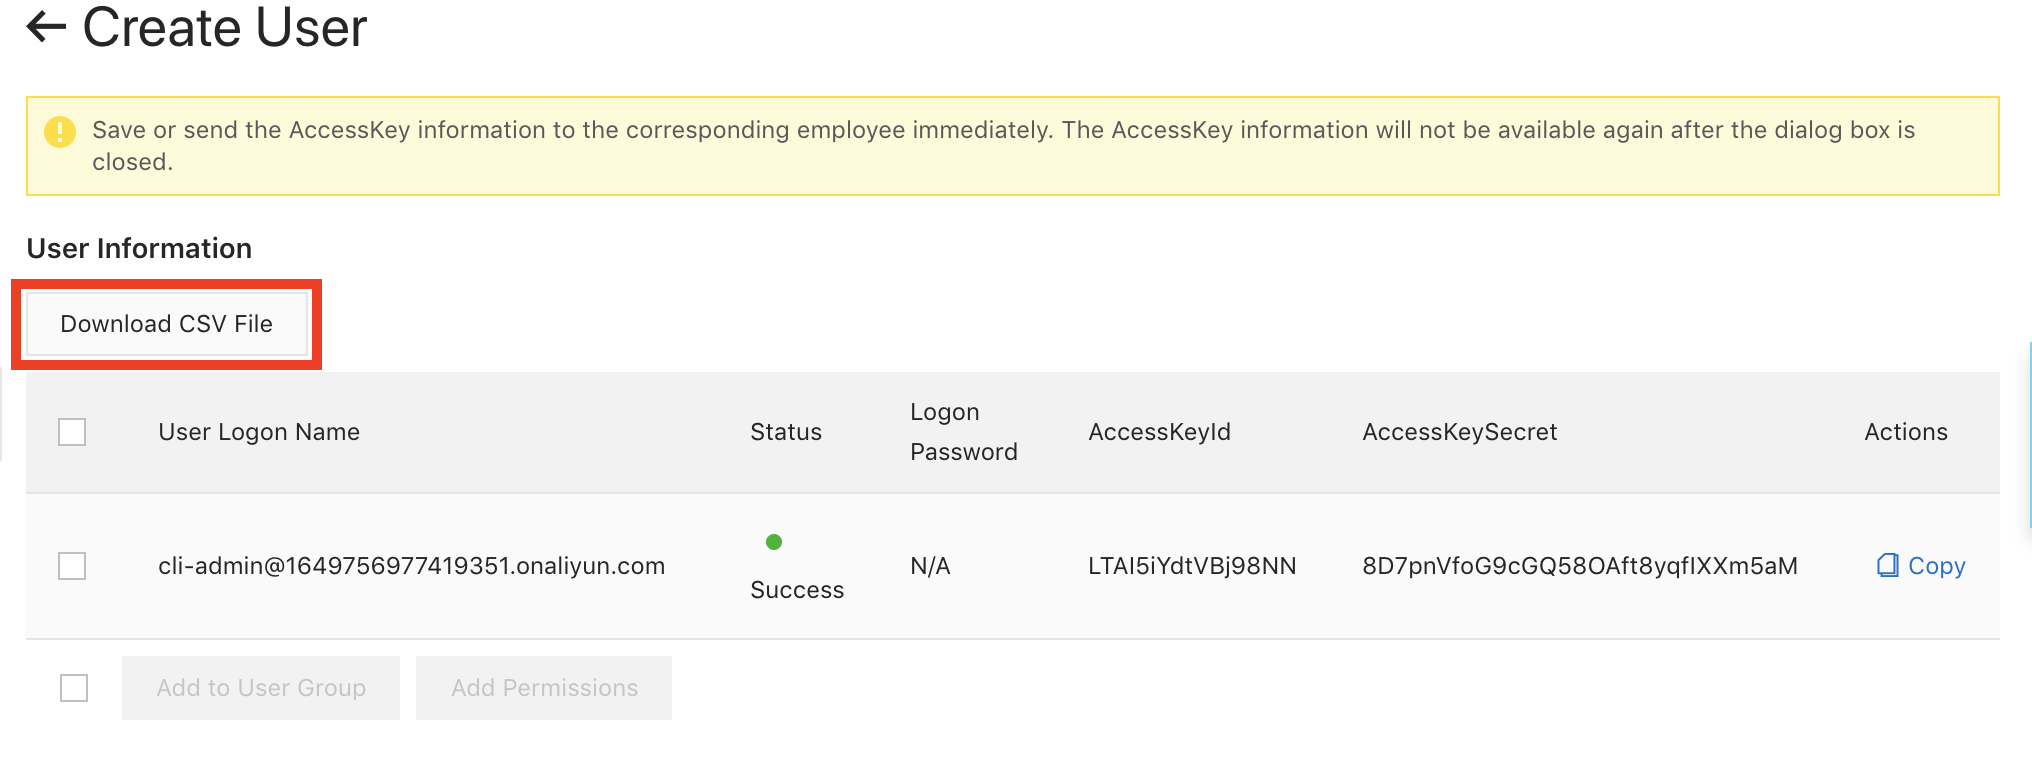 Create User
Save or send the AccessKey information to the corresponding employee immediately. The AccessKey information will not be available again after the dialog box is
closed.
User Information
Download CSV File
User Logon Name Status Logon Password AccessKeyId AccessKeySecret Actions
cli-admin@1649756977419351.onaliyun.com Success N/A LTAI5iYdtVBj98NN 8D7pnVfoG9cGQ58OAft8yqfIXXm5aM Copy
Add to User Group Add Permissions